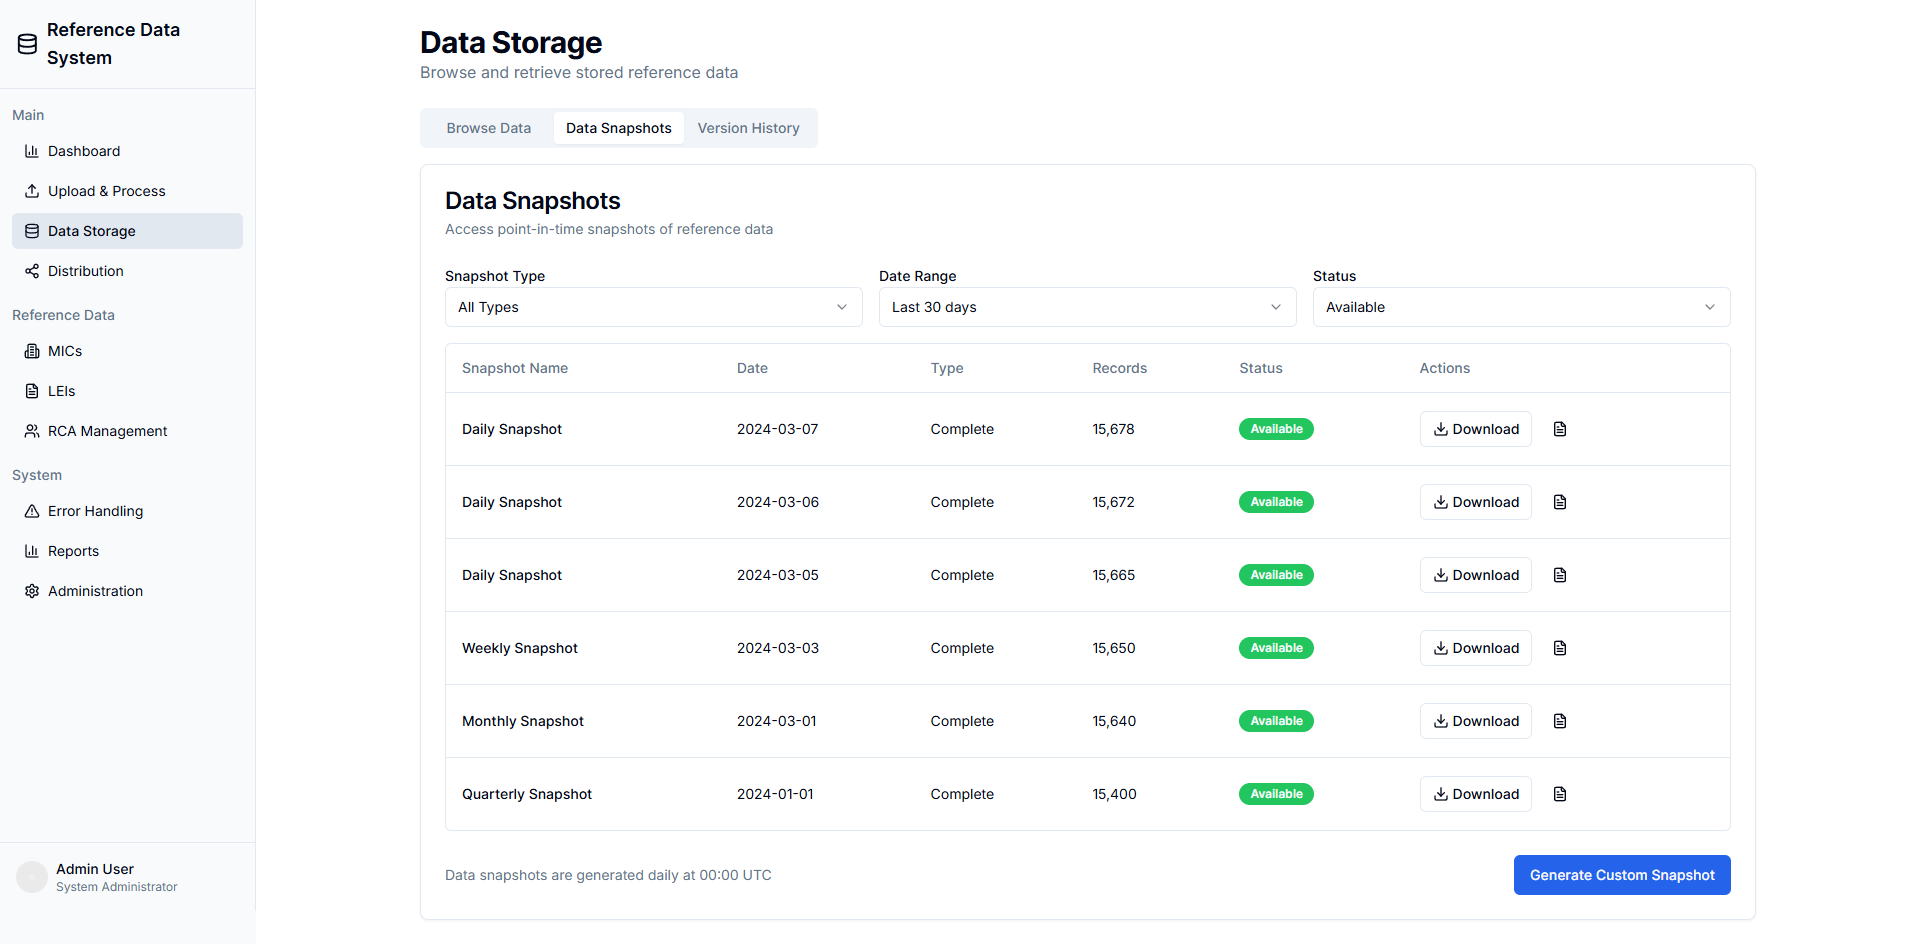 Reference Data
System
Main
Dashboard
Upload & Process
Data Storage
Distribution
Reference Data
MICs
LEIs
RCA Management
System
Error Handling
Reports
Administration
Admin User
System Administrator
Data Storage
Browse and retrieve stored reference data
Browse Data Data Snapshots Version History
Data Snapshots
Access point-in-time snapshots of reference data
Snapshot Type Date Range Status
All Types Last 30 days Available
Snapshot Name Date Type Records Status Actions
Daily Snapshot 2024-03-07 Complete 15,678 Available Download
Daily Snapshot 2024-03-06 Complete 15,672 Available Download
Daily Snapshot 2024-03-05 Complete 15,665 Available Download
Weekly Snapshot 2024-03-03 Complete 15,650 Available Download
Monthly Snapshot 2024-03-01 Complete 15,640 Available Download
Quarterly Snapshot 2024-01-01 Complete 15,400 Available Download
Data snapshots are generated daily at 00:00 UTC Generate Custom Snapshot